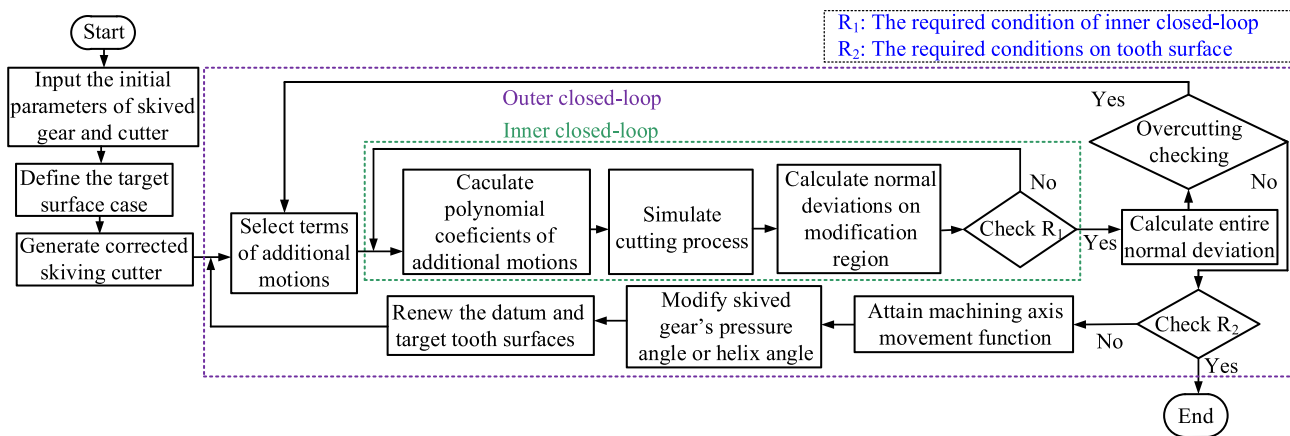 R₁: The required condition of inner closed-loop
R₂: The required conditions on tooth surface
Start
Input the initial
parameters of skived
gear and cutter
Define the target
surface case
Generate corrected
skiving cutter
Outer closed-loop
Inner closed-loop
Select terms
of additional
motions
Caculate
polynomial
coeficients of
additional motions
Simulate
cutting process
Calculate normal
deviations on
modification
region
No
Check R₁
Yes
Calculate entire
normal deviation
Yes
Overcutting
checking
No
Check R₂
No
Yes
Attain machining axis
movement function
Modify skived
gear's pressure
angle or helix angle
Renew the datum and
target tooth surfaces
End